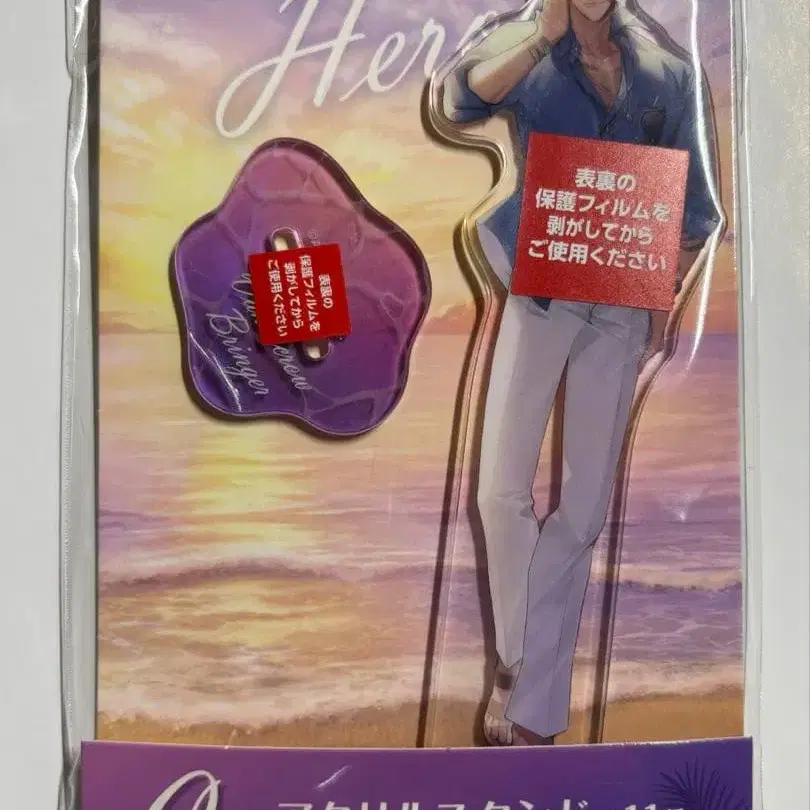 Her
表裏の
保護フィルムを
剥がしてから
ご使用ください
表裏の
保護フィルムを
剥がしてから
ご使用ください
Bringer
アクリルスタンド